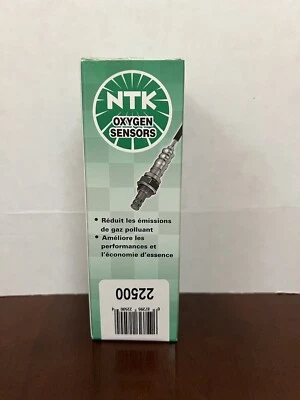 NTK
OXYGEN
SENSORS
• Réduit les émissions
de gaz polluant
• Améliore les
performances et
l'économie d'essence
22500